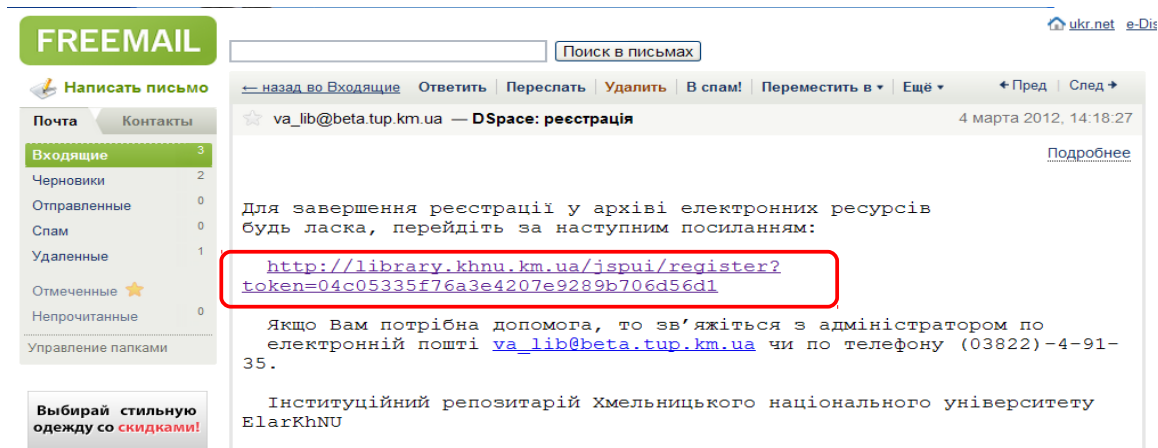 ukr.net e-Dis
FREEMAIL
Поиск в письмах
Написать письмо
← назад во Входящие Ответить Переслать Удалить В спам! Переместить в ▾ Ещё ▾ ← Пред След →
Почта Контакты
va_lib@beta.tup.km.ua — DSpace: реєстрація 4 марта 2012, 14:18:27
Входящие 3
Подробнее
Черновики 2
Отправленные 0
Спам 0
Удаленные 1
Отмеченные
Непрочитанные 0
Управление папками
Для завершення реєстрації у архіві електронних ресурсів
будь ласка, перейдіть за наступним посиланням:
http://library.khnu.km.ua/jspui/register?
token=04c05335f76a3e4207e9289b706d56d1
Якщо Вам потрібна допомога, то зв’яжіться з адміністратором по
електронній пошті va_lib@beta.tup.km.ua чи по телефону (03822)-4-91-
35.
Інституційний репозитарій Хмельницького національного університету
ElarKhNU
Выбирай стильную
одежду со скидками!